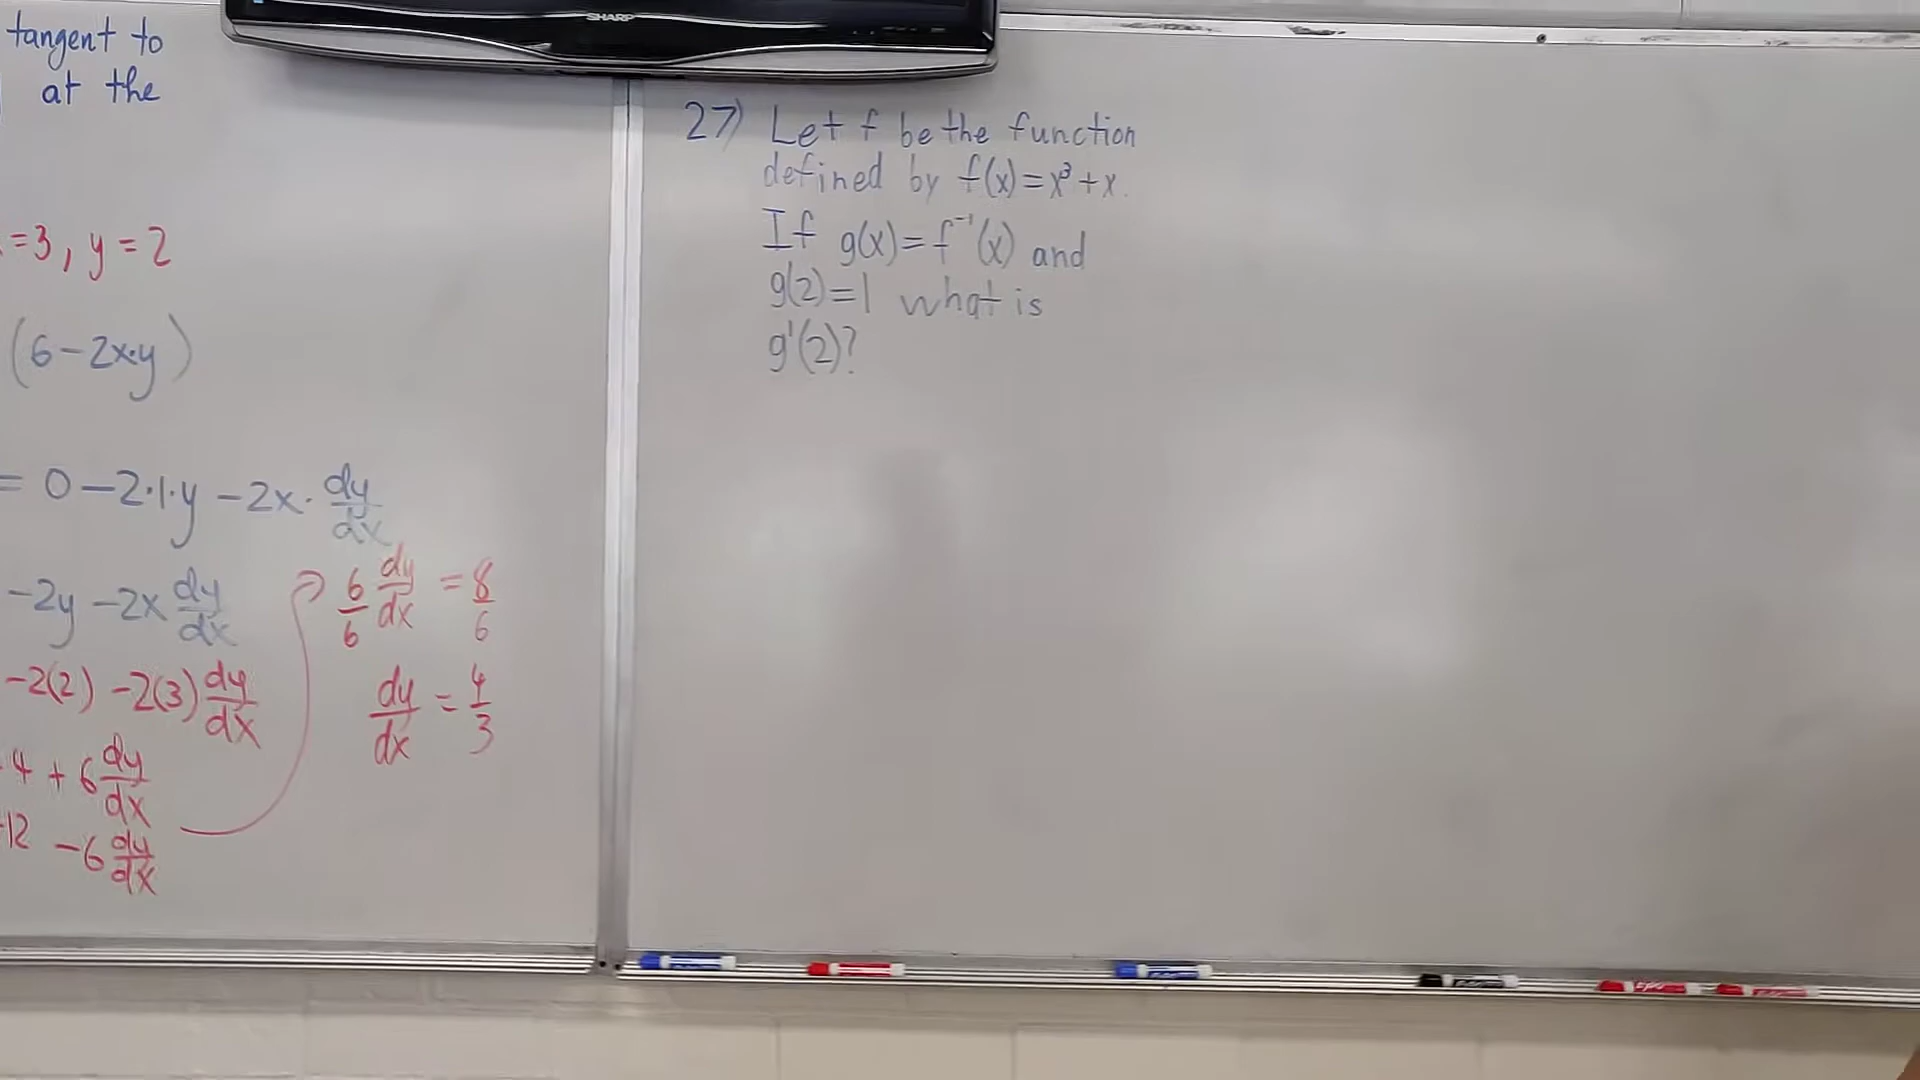 SHARP
tangent to
at the
=3, y = 2
(6-2x·y)
= 0-2·1·y -2x· dy/dx
-2y -2x dy/dx
-2(2) -2(3) dy/dx
4 + 6 dy/dx
12 -6 dy/dx
6/6 dy/dx = 8/6
dy/dx = 4/3
27) Let f be the function
defined by f(x)=x³+x.
If g(x)=f⁻¹(x) and
g(2)=1 what is
g'(2)?